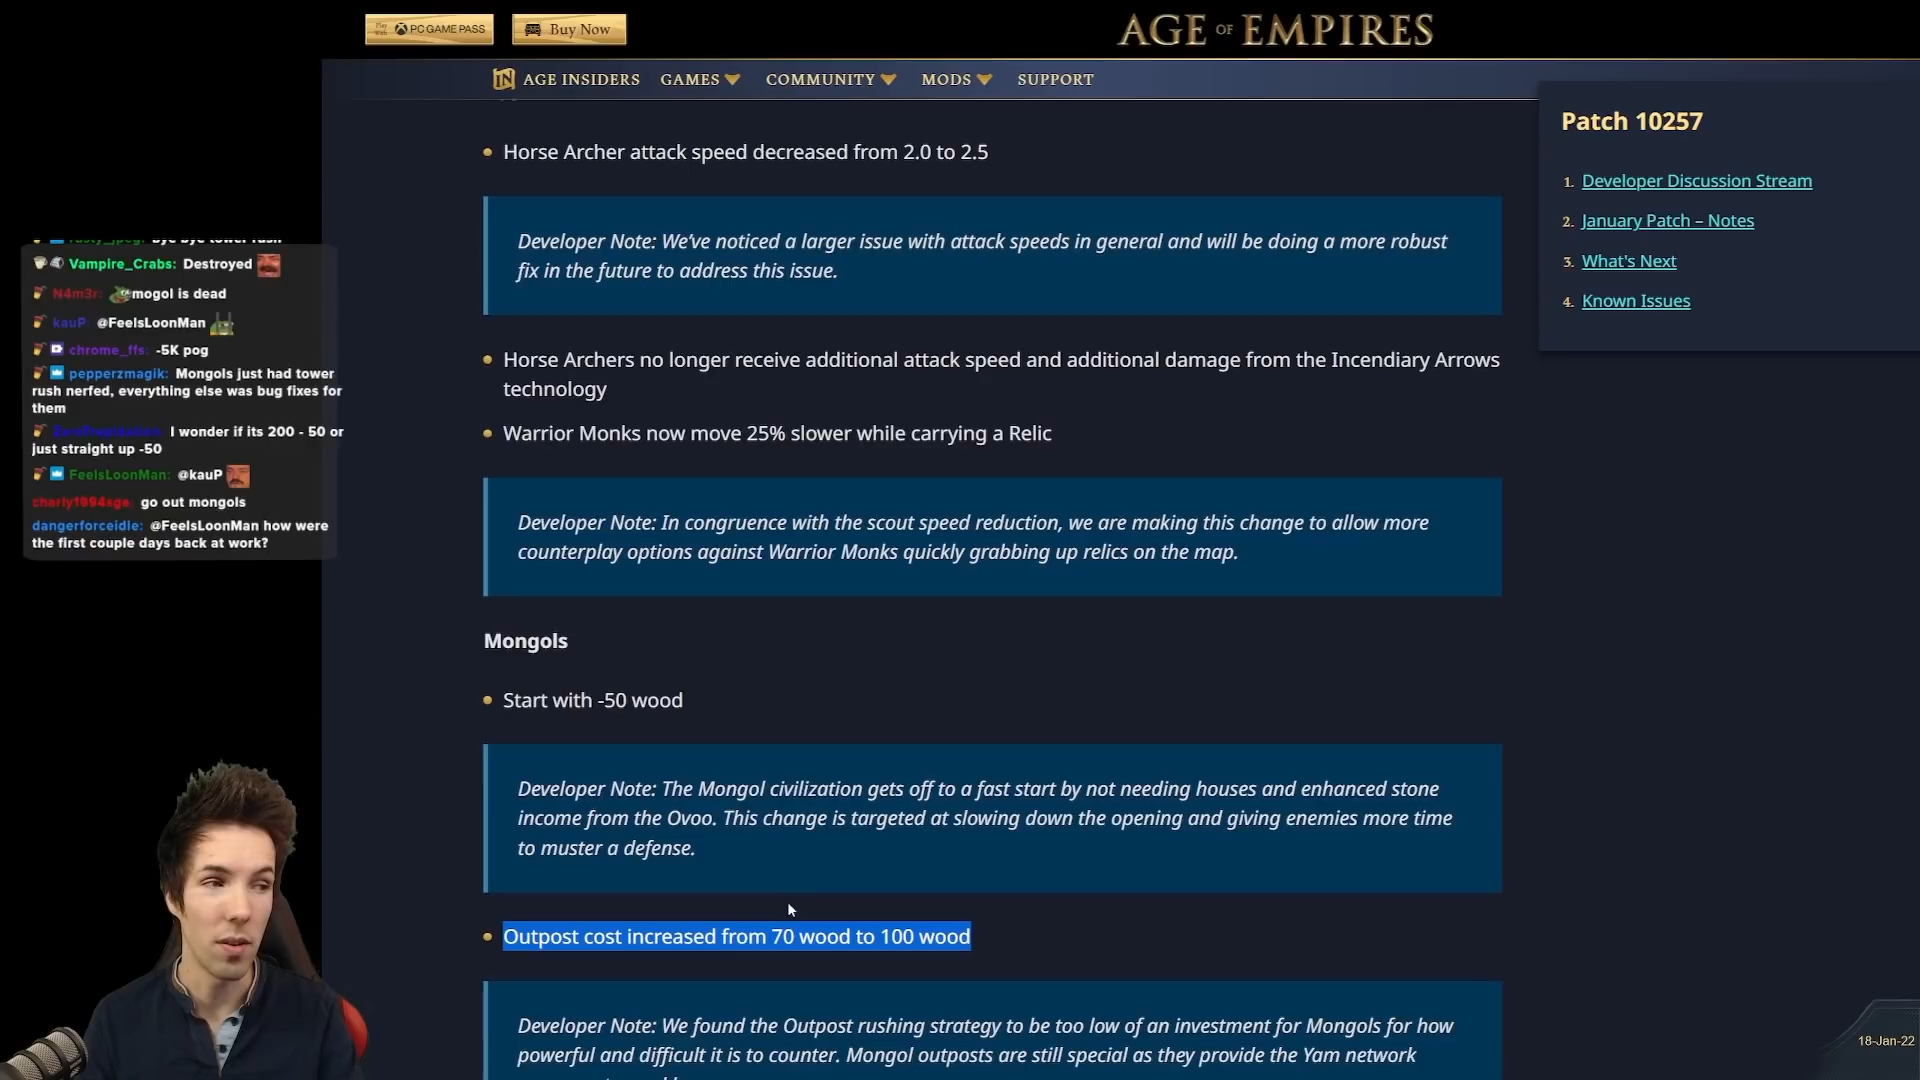 Play With PC GAME PASS
Buy Now
AGE OF EMPIRES
AGE INSIDERS
GAMES
COMMUNITY
MODS
SUPPORT
Patch 10257
1. Developer Discussion Stream
2. January Patch – Notes
3. What's Next
4. Known Issues
• Horse Archer attack speed decreased from 2.0 to 2.5
Developer Note: We've noticed a larger issue with attack speeds in general and will be doing a more robust
fix in the future to address this issue.
• Horse Archers no longer receive additional attack speed and additional damage from the Incendiary Arrows
technology
• Warrior Monks now move 25% slower while carrying a Relic
Developer Note: In congruence with the scout speed reduction, we are making this change to allow more
counterplay options against Warrior Monks quickly grabbing up relics on the map.
Mongols
• Start with -50 wood
Developer Note: The Mongol civilization gets off to a fast start by not needing houses and enhanced stone
income from the Ovoo. This change is targeted at slowing down the opening and giving enemies more time
to muster a defense.
• Outpost cost increased from 70 wood to 100 wood
Developer Note: We found the Outpost rushing strategy to be too low of an investment for Mongols for how
powerful and difficult it is to counter. Mongol outposts are still special as they provide the Yam network
Vampire_Crabs: Destroyed
N4m3r: mogol is dead
kauP: @FeelsLoonMan
chrome_ffs: -5K pog
pepperzmagik: Mongols just had tower
rush nerfed, everything else was bug fixes for
them
I wonder if its 200 - 50 or
just straight up -50
FeelsLoonMan: @kauP
charly1994sge: go out mongols
dangerforceidle: @FeelsLoonMan how were
the first couple days back at work?
18-Jan-22